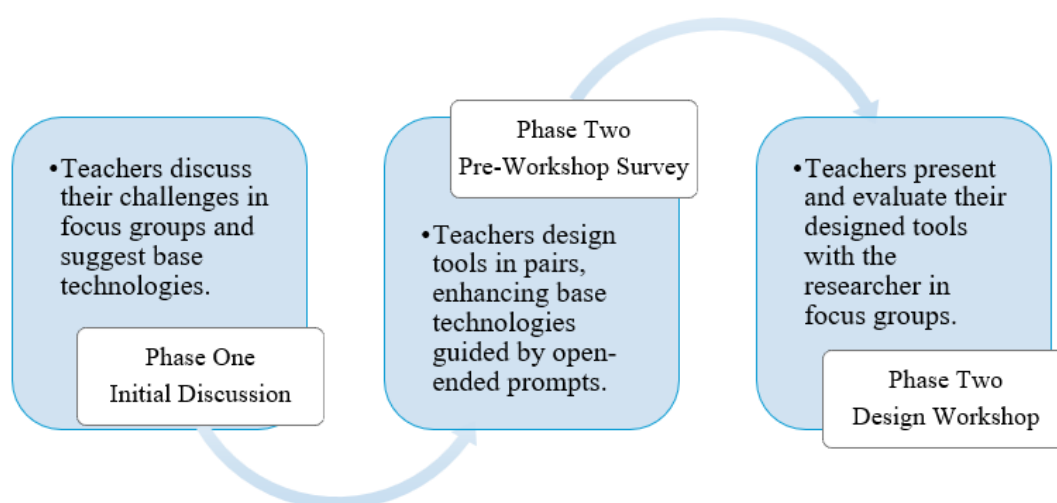 •Teachers discuss
their challenges in
focus groups and
suggest base
technologies.
Phase One
Initial Discussion
Phase Two
Pre-Workshop Survey
•Teachers design
tools in pairs,
enhancing base
technologies
guided by open-
ended prompts.
•Teachers present
and evaluate their
designed tools
with the
researcher in
focus groups.
Phase Two
Design Workshop